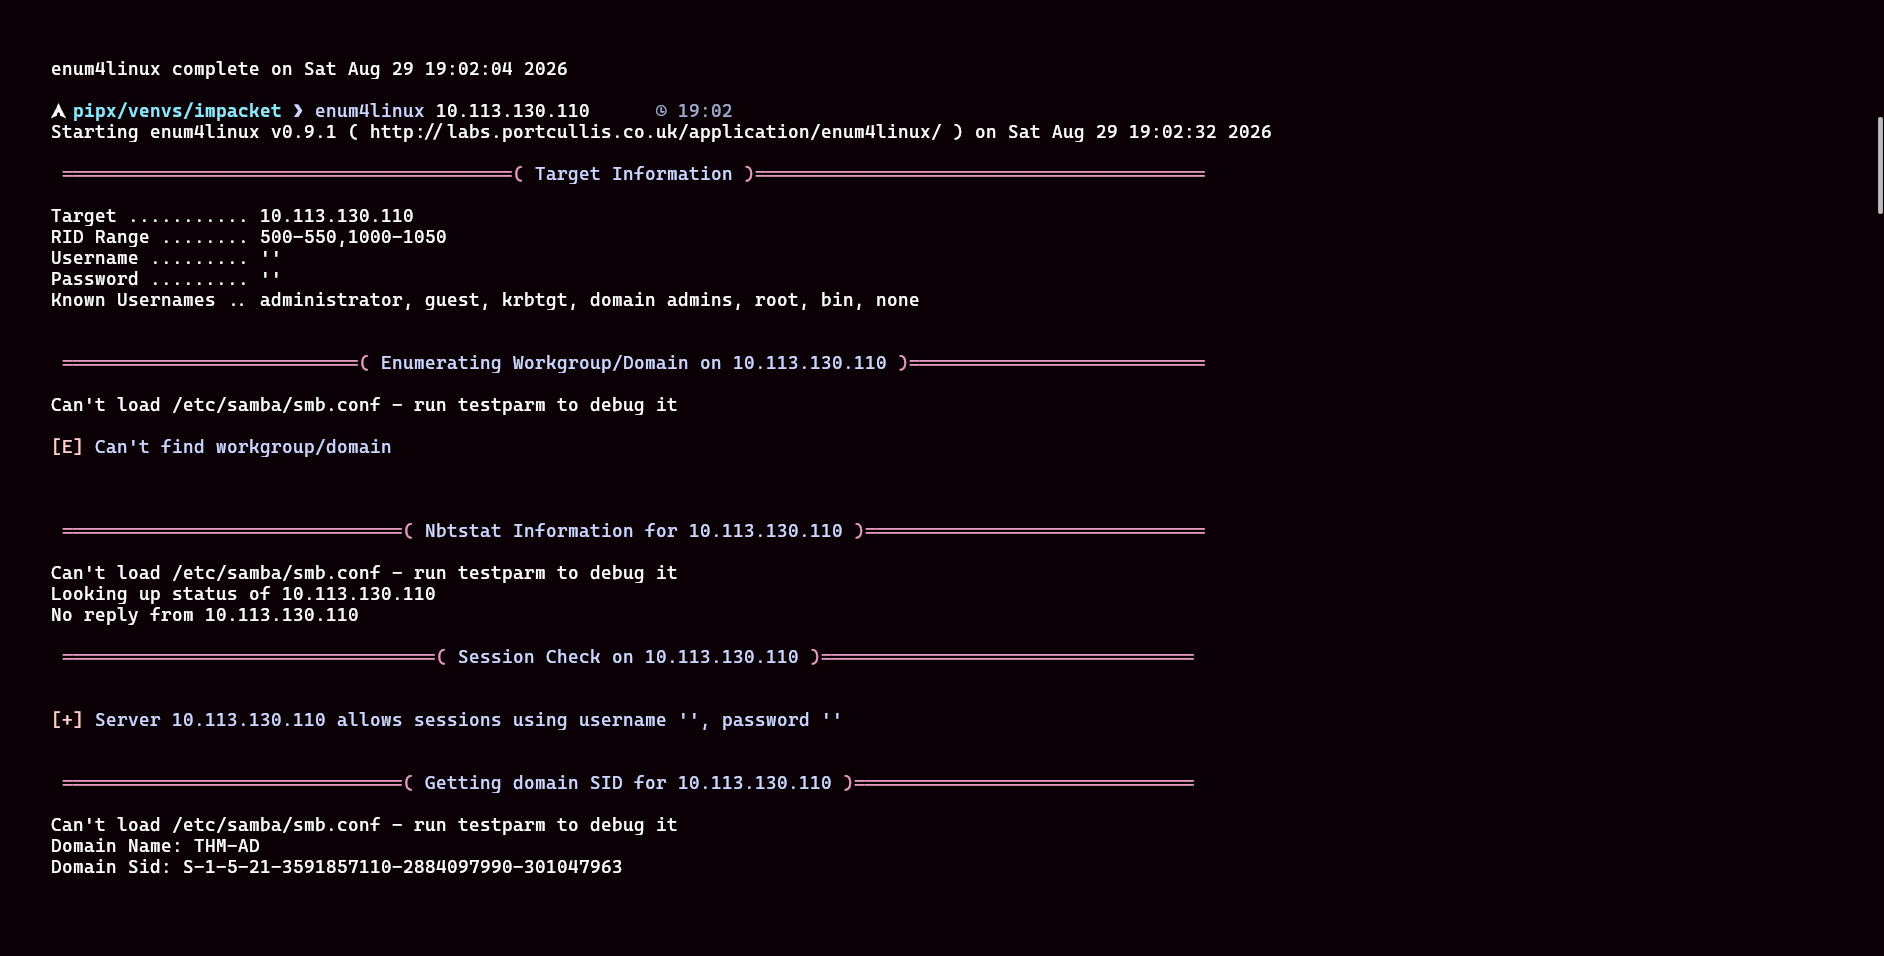 enum4linux complete on Sat Aug 29 19:02:04 2026
pipx/venvs/impacket ❯ enum4linux 10.113.130.110 19:02
Starting enum4linux v0.9.1 ( http://labs.portcullis.co.uk/application/enum4linux/ ) on Sat Aug 29 19:02:32 2026
=========================================( Target Information )=========================================
Target ........... 10.113.130.110
RID Range ........ 500-550,1000-1050
Username ......... ''
Password ......... ''
Known Usernames .. administrator, guest, krbtgt, domain admins, root, bin, none
===========================( Enumerating Workgroup/Domain on 10.113.130.110 )===========================
Can't load /etc/samba/smb.conf - run testparm to debug it
[E] Can't find workgroup/domain
===============================( Nbtstat Information for 10.113.130.110 )===============================
Can't load /etc/samba/smb.conf - run testparm to debug it
Looking up status of 10.113.130.110
No reply from 10.113.130.110
==================================( Session Check on 10.113.130.110 )==================================
[+] Server 10.113.130.110 allows sessions using username '', password ''
===============================( Getting domain SID for 10.113.130.110 )===============================
Can't load /etc/samba/smb.conf - run testparm to debug it
Domain Name: THM-AD
Domain Sid: S-1-5-21-3591857110-2884097990-301047963